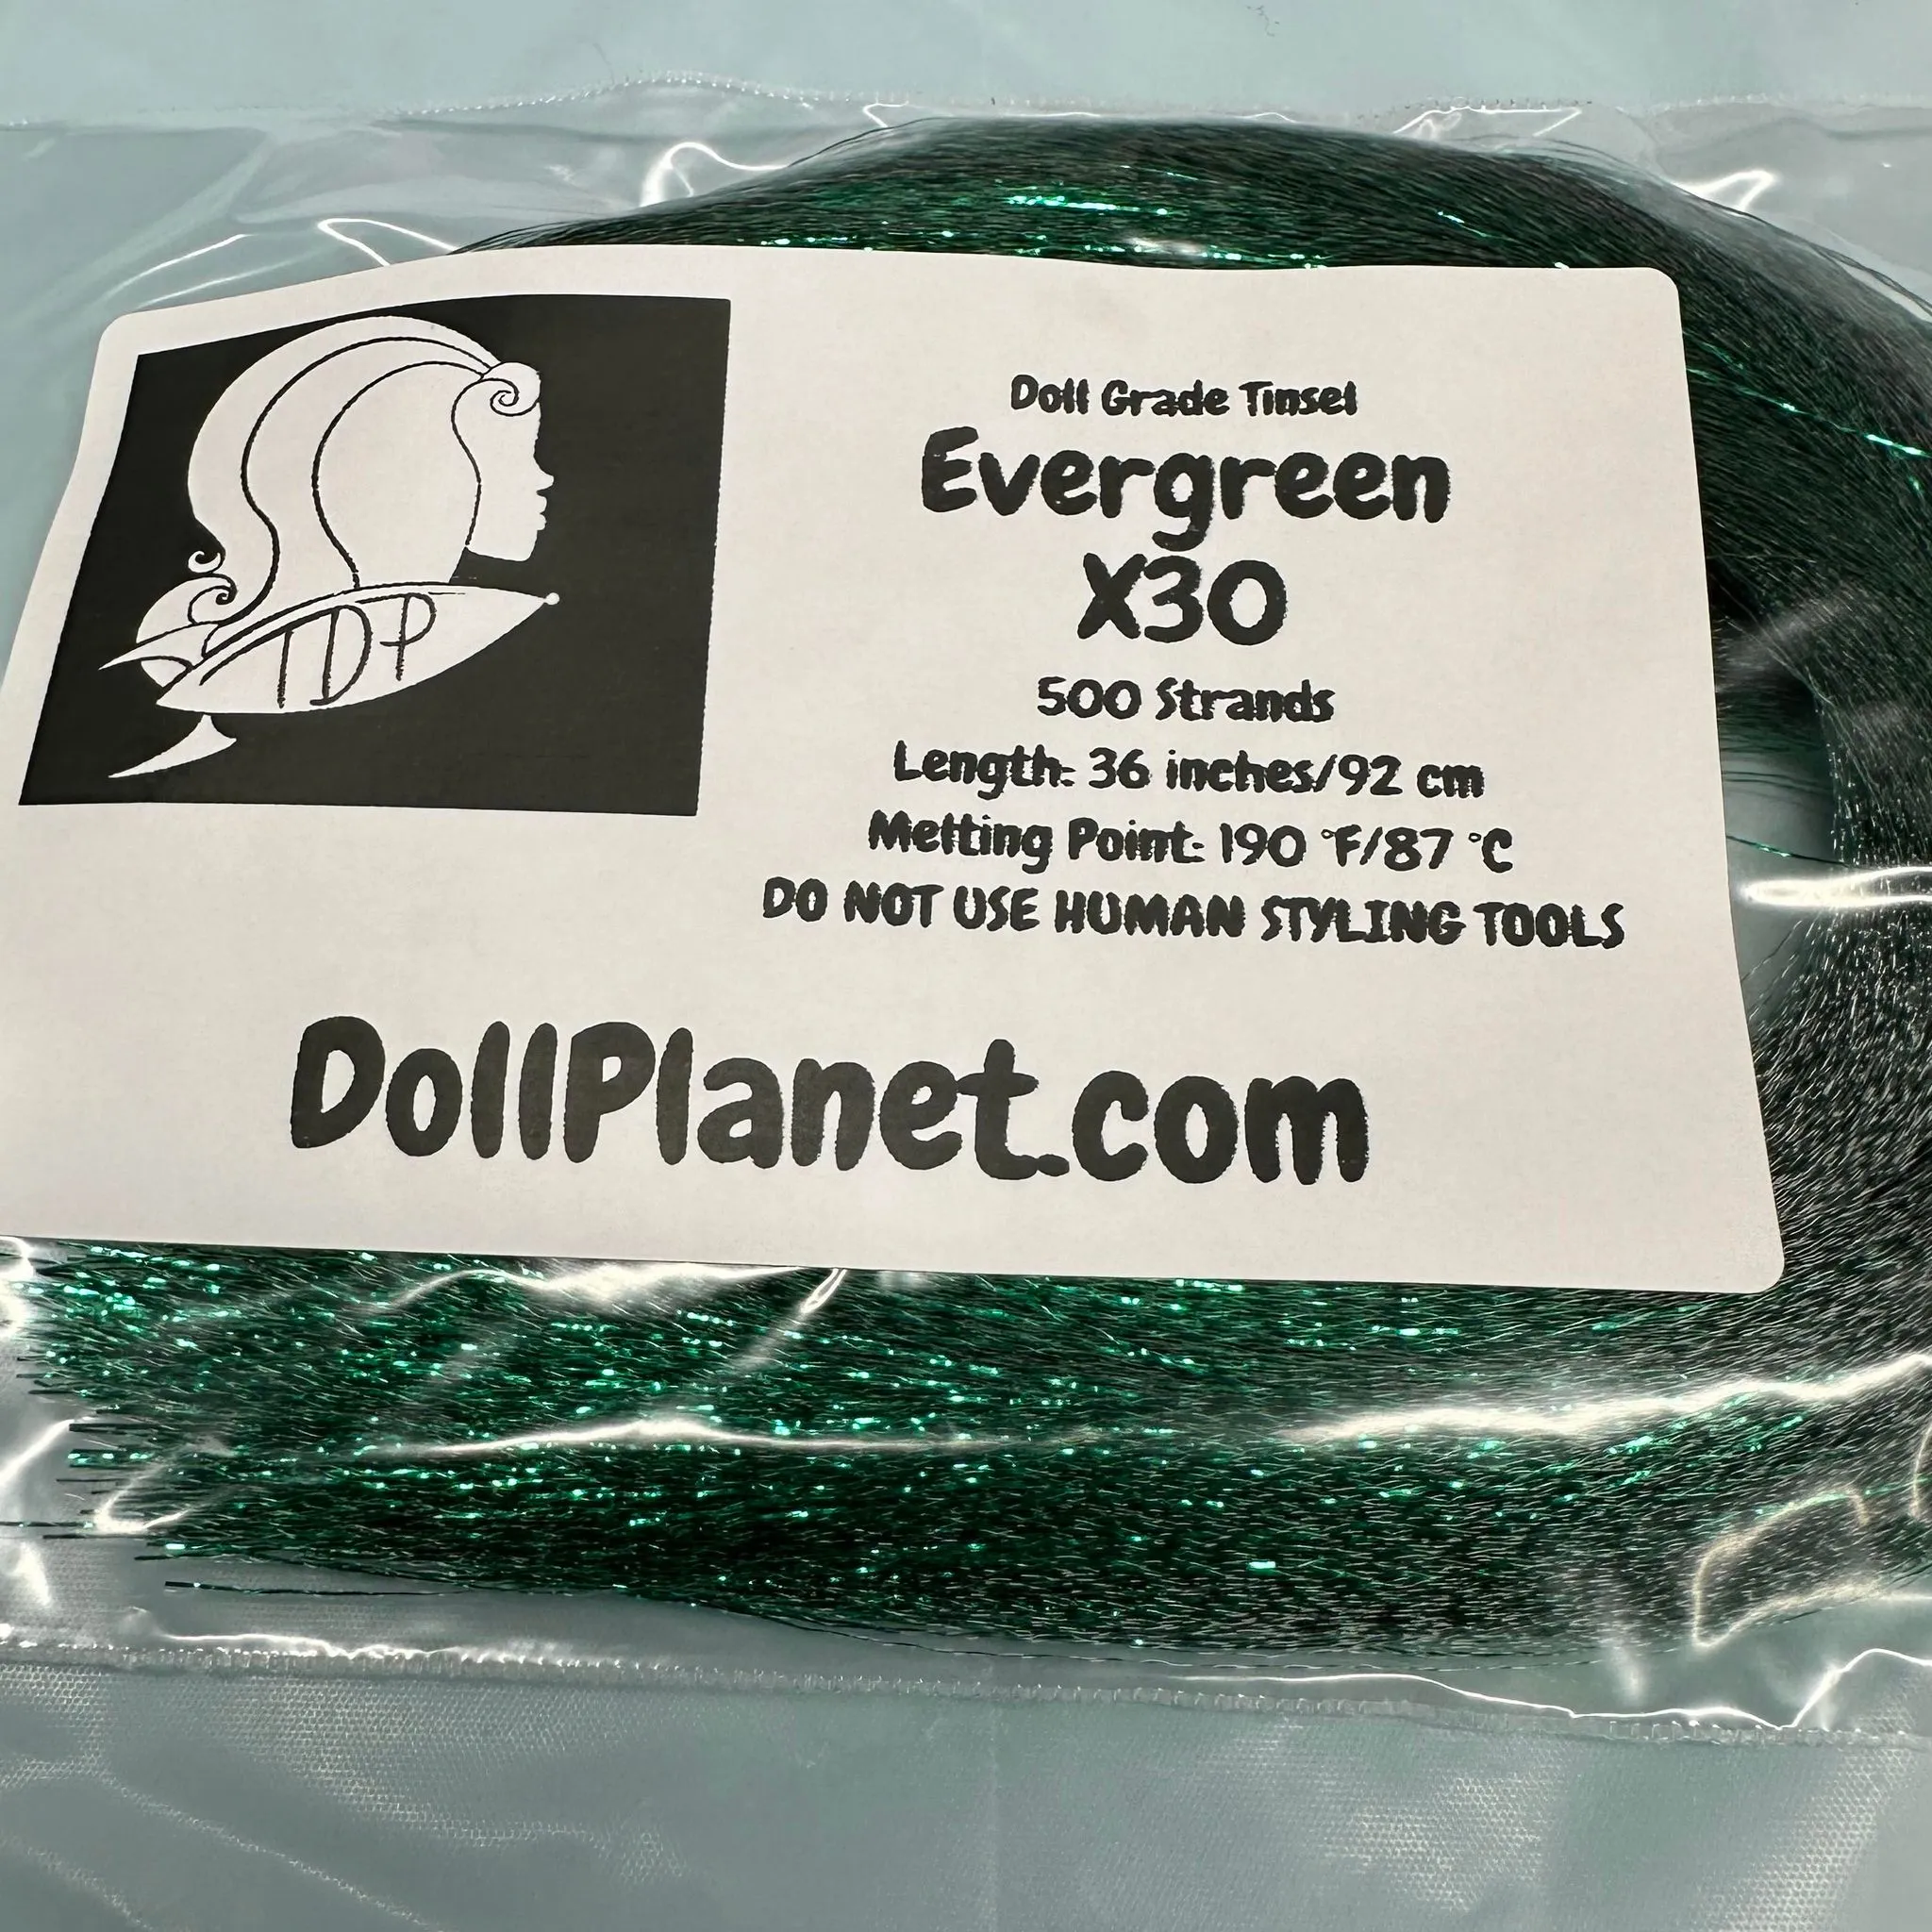 TDP
Doll Grade Tinsel
Evergreen
X30
500 Strands
Length: 36 inches/92 cm
Melting Point: 190 °F/87 °C
DO NOT USE HUMAN STYLING TOOLS
DollPlanet.com